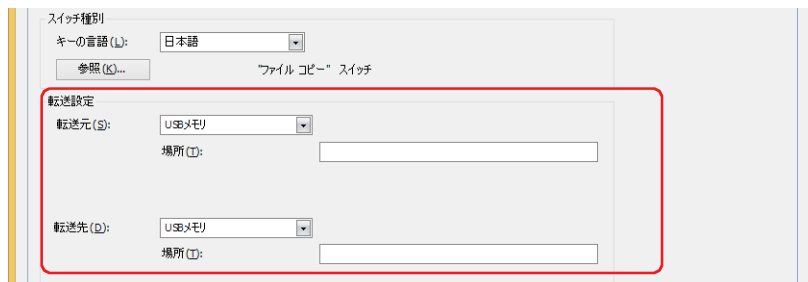 スイッチ種別
キーの言語(L): 日本語
参照(K)... "ファイル コピー" スイッチ
転送設定
転送元(S): USBメモリ
場所(T):
転送先(D): USBメモリ
場所(T):